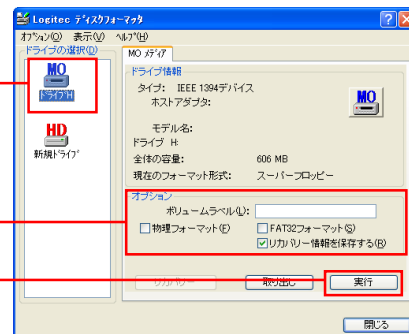 Logitec ディスクフォーマッタ
オプション(O) 表示(V) ヘルプ(H)
ドライブの選択(D)
MO
ドライブH
HD
新規ドライブ
MO メディア
ドライブ情報
タイプ: IEEE 1394デバイス
ホストアダプタ:
MO
モデル名:
ドライブ H:
全体の容量: 606 MB
現在のフォーマット形式: スーパーフロッピー
オプション
ボリュームラベル(L):
物理フォーマット(F)
FAT32フォーマット(S)
リカバリー情報を保存する(R)
リカバリー
取り出し
実行
閉じる